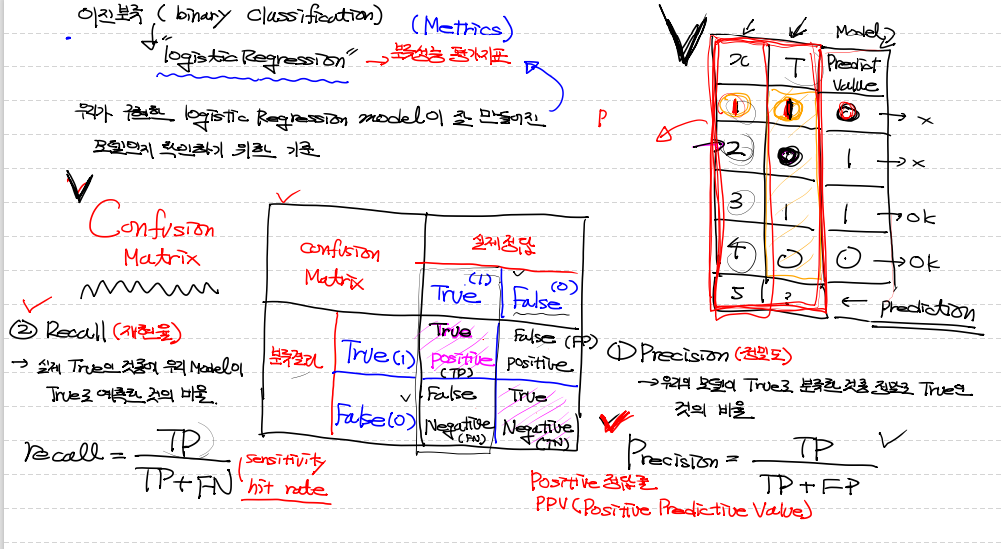 이진분류 (binary Classification)
"logistic Regression"
(Metrics)
→ 분류성능 평가지표
우리가 구현한 logistic Regression model이 잘 만들어진
모델인지 확인하기 위한 기준
P
Model
x T Predict Value
1 1 0 → x
2 0 1 → x
3 1 1 → ok
4 0 0 → ok
5 ?
← Prediction
Confusion
Matrix
confusion
Matrix
실제정답
True (1) False (0)
분류결과
True(1)
True positive (TP)
False (FP) positive
False(0)
False Negative (FN)
True Negative (TN)
② Recall (재현율)
→ 실제 True인 것중에 우리 Model이
True로 예측한 것의 비율.
recall = TP / TP+FN
sensitivity
hit rate
① Precision (정밀도)
→ 우리의 모델이 True로 분류한 것중 True인
것의 비율
Precision = TP / TP+FP
Positive 정답률
PPV (Positive Predictive Value)